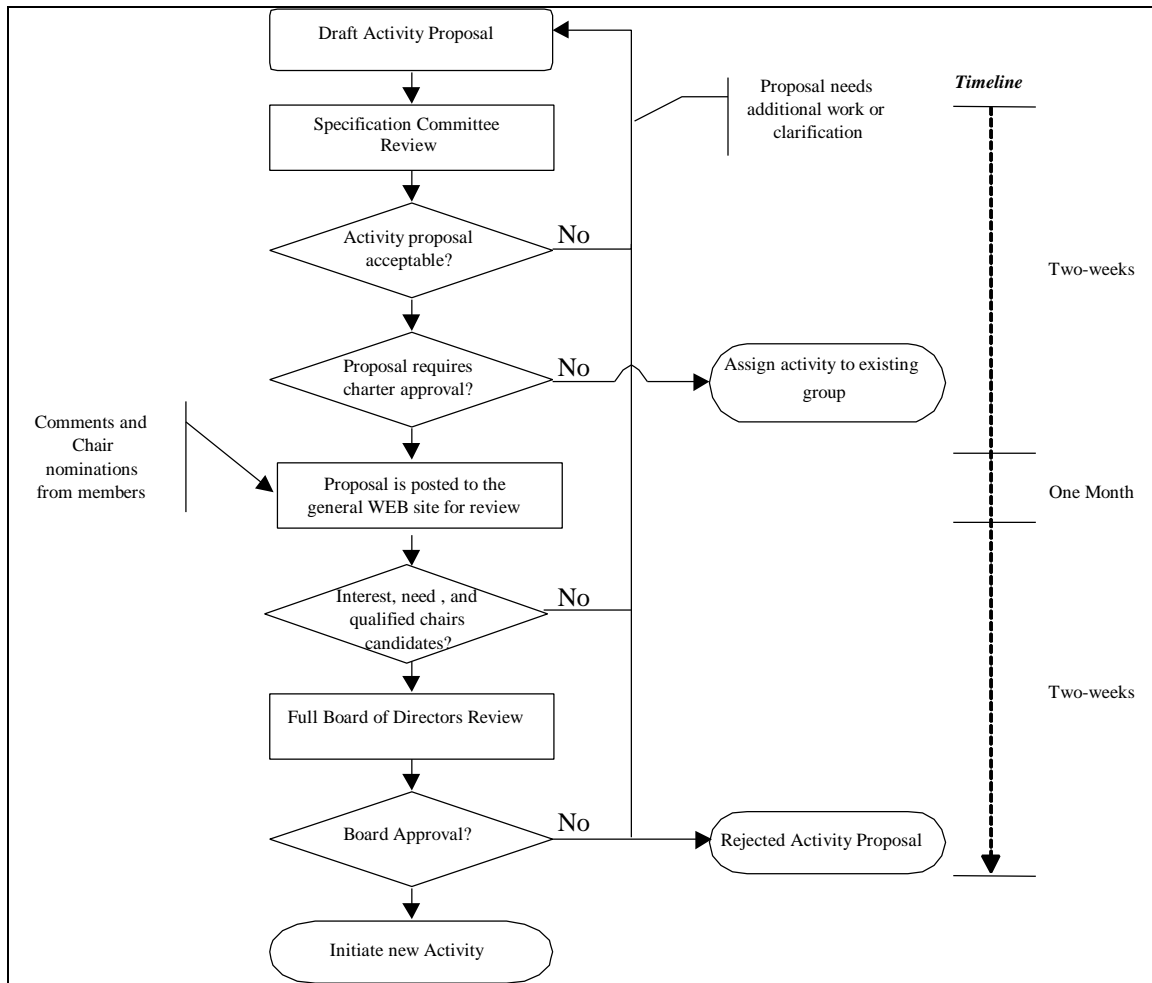 Draft Activity Proposal
Proposal needs
additional work or
clarification
Timeline
Specification Committee
Review
Activity proposal
acceptable?
No
Two-weeks
Proposal requires
charter approval?
No
Assign activity to existing
group
Comments and
Chair
nominations
from members
Proposal is posted to the
general WEB site for review
One Month
Interest, need , and
qualified chairs
candidates?
No
Two-weeks
Full Board of Directors Review
Board Approval?
No
Rejected Activity Proposal
Initiate new Activity